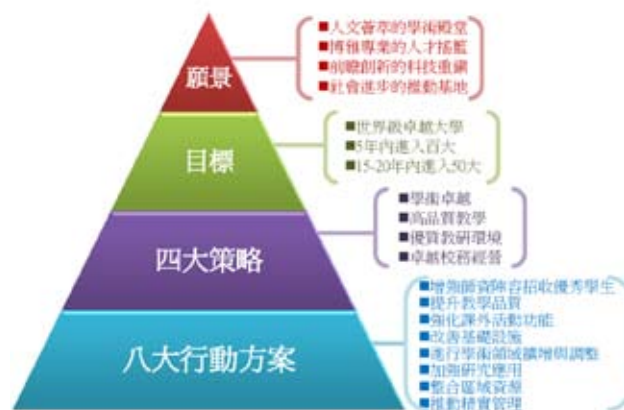 願景
■人文薈萃的學術殿堂
■博雅專業的人才搖籃
■前瞻創新的科技重鎮
■社會進步的推動基地
目標
■世界級卓越大學
■5年內進入百大
■15-20年內進入50大
四大策略
■學術卓越
■高品質教學
■優質教研環境
■卓越校務經營
八大行動方案
■增強師資陣容招收優秀學生
■提升教學品質
■強化課外活動功能
■改善基礎設施
■進行學術領域擴增與調整
■加強研究應用
■整合區域資源
■推動精實管理